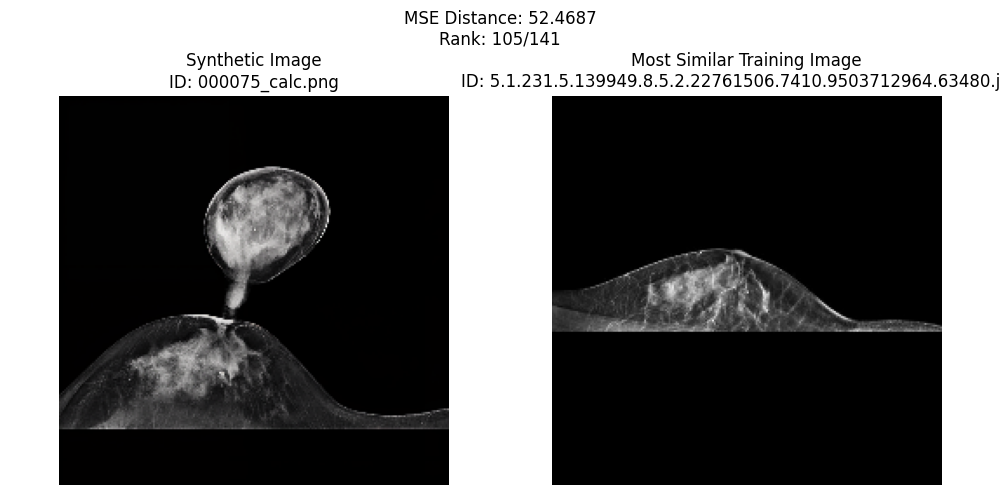 MSE Distance: 52.4687
Rank: 105/141
Synthetic Image
ID: 000075_calc.png
Most Similar Training Image
ID: 5.1.231.5.139949.8.5.2.22761506.7410.9503712964.63480.j